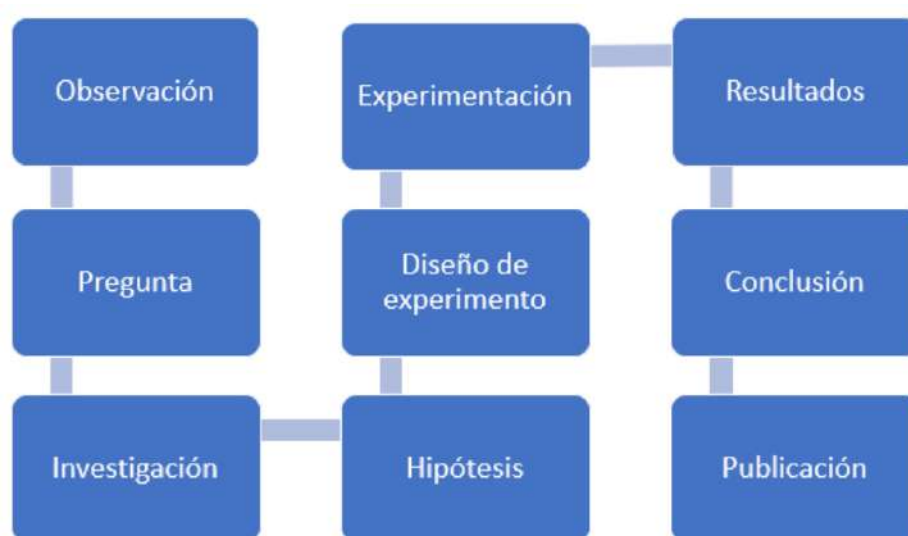 Observación
Pregunta
Investigación
Hipótesis
Diseño de
experimento
Experimentación
Resultados
Conclusión
Publicación